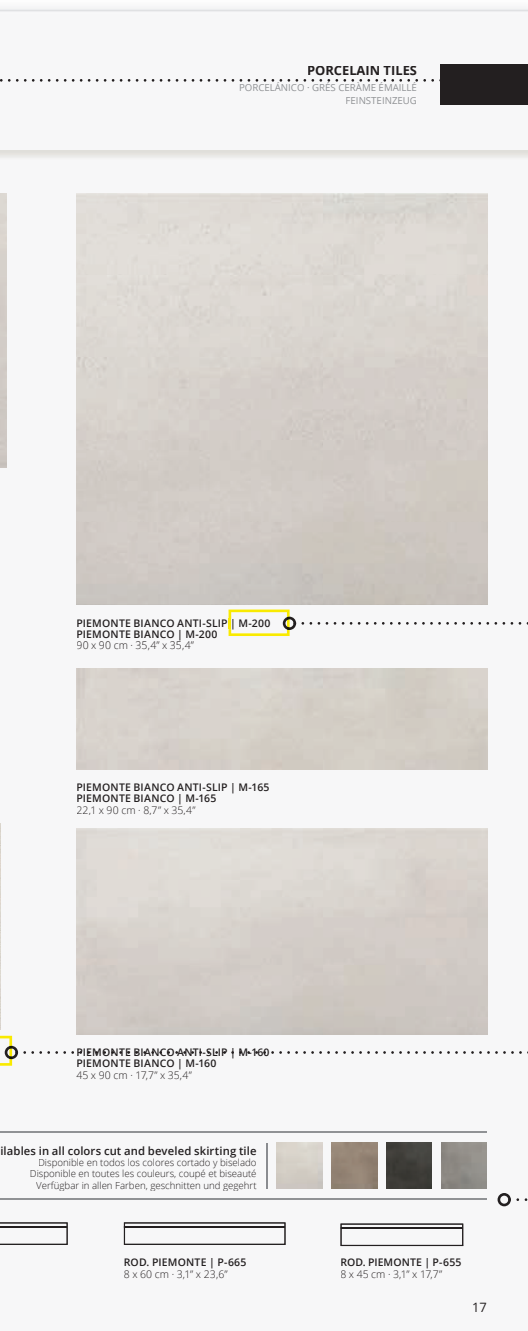 PORCELAIN TILES
PORCELÁNICO · GRÈS CÉRAME ÉMAILLÉ
FEINSTEINZEUG
PIEMONTE BIANCO ANTI-SLIP | M-200
PIEMONTE BIANCO | M-200
90 x 90 cm · 35,4" x 35,4"
PIEMONTE BIANCO ANTI-SLIP | M-165
PIEMONTE BIANCO | M-165
22,1 x 90 cm · 8,7" x 35,4"
PIEMONTE BIANCO ANTI-SLIP | M-160
PIEMONTE BIANCO | M-160
45 x 90 cm · 17,7" x 35,4"
ilables in all colors cut and beveled skirting tile
Disponible en todos los colores cortado y biselado
Disponible en toutes les couleurs, coupé et biseauté
Verfügbar in allen Farben, geschnitten und gegehrt
ROD. PIEMONTE | P-665
8 x 60 cm · 3,1" x 23,6"
ROD. PIEMONTE | P-655
8 x 45 cm · 3,1" x 17,7"
17